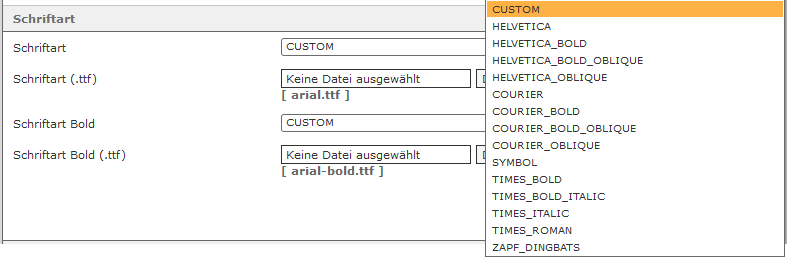 Schriftart
Schriftart
CUSTOM
Schriftart (.ttf)
Keine Datei ausgewählt
[ arial.ttf ]
Schriftart Bold
CUSTOM
Schriftart Bold (.ttf)
Keine Datei ausgewählt
[ arial-bold.ttf ]
CUSTOM
HELVETICA
HELVETICA_BOLD
HELVETICA_BOLD_OBLIQUE
HELVETICA_OBLIQUE
COURIER
COURIER_BOLD
COURIER_BOLD_OBLIQUE
COURIER_OBLIQUE
SYMBOL
TIMES_BOLD
TIMES_BOLD_ITALIC
TIMES_ITALIC
TIMES_ROMAN
ZAPF_DINGBATS